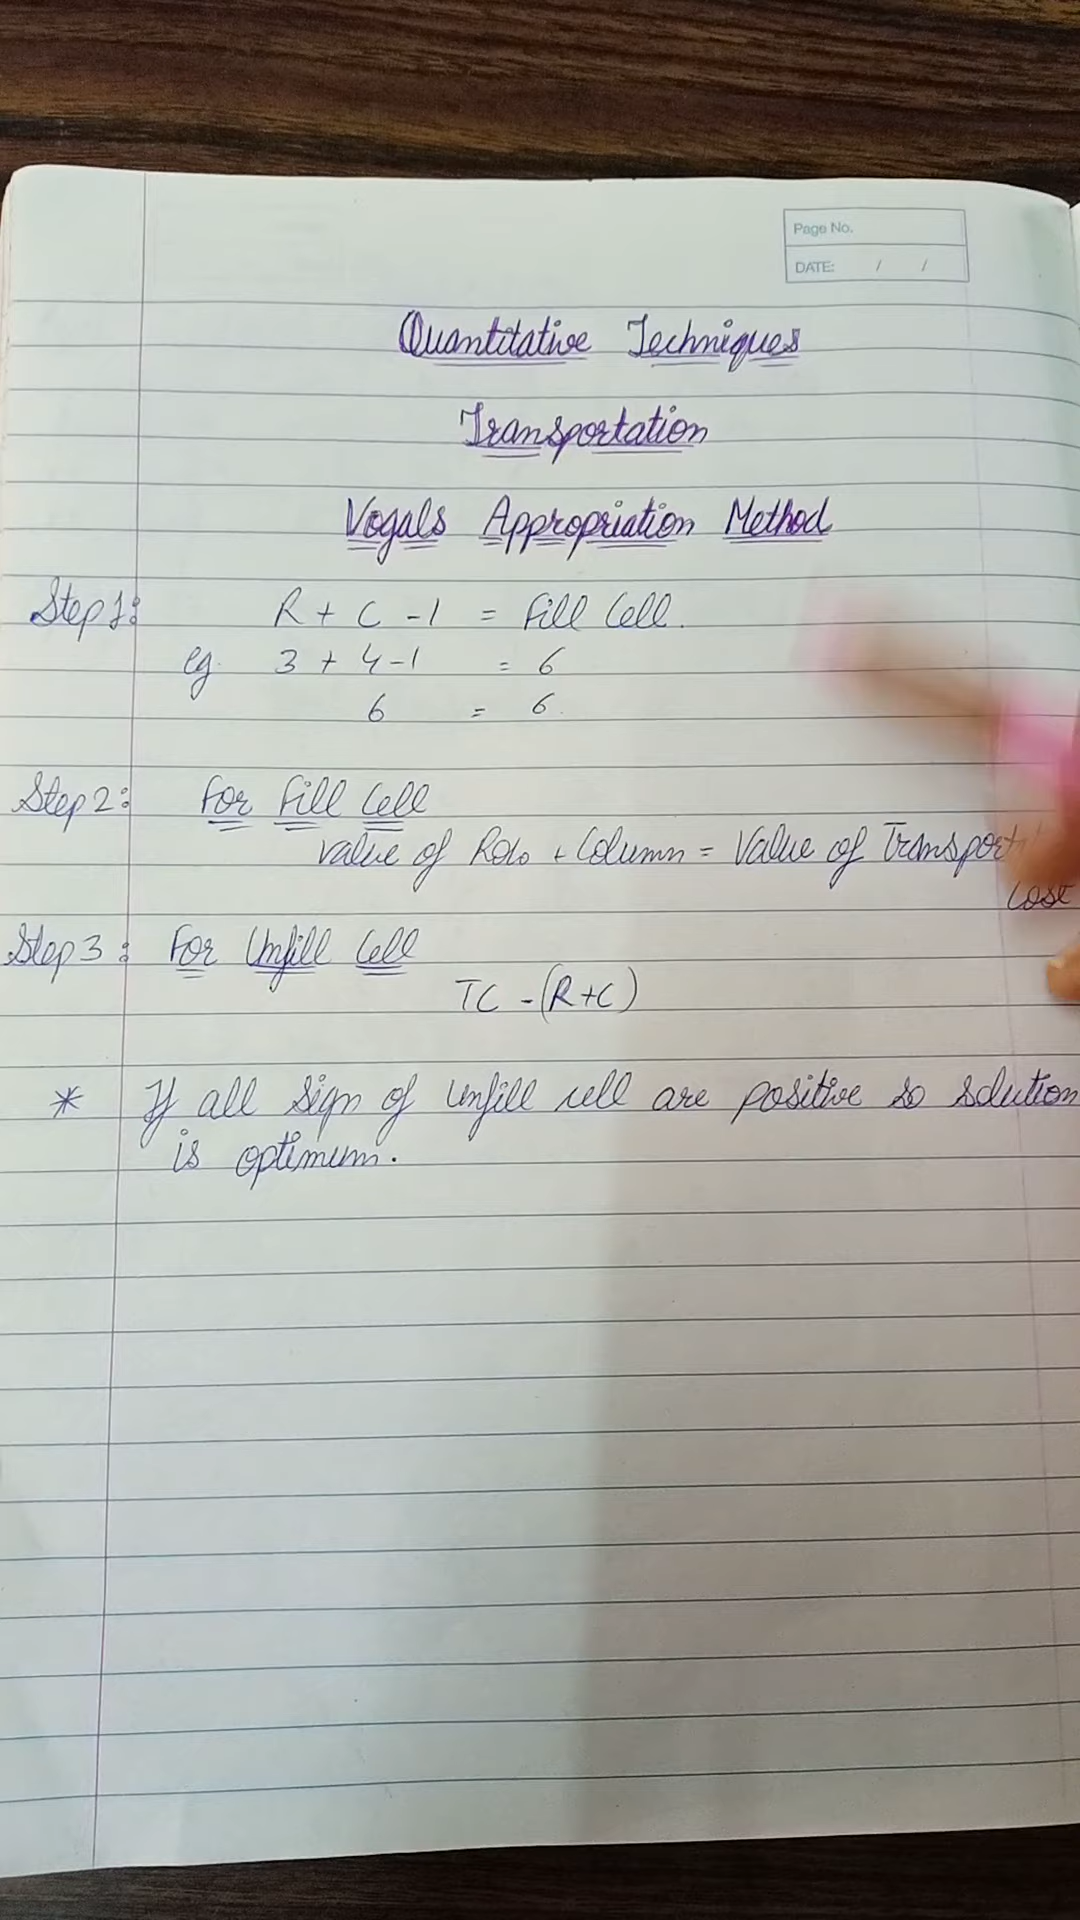 Page No.
DATE: / /
Quantitative Techniques
Transportation
Vogals Appropriation Method
Step 1: R + C - 1 = Fill Cell.
eg. 3 + 4 - 1 = 6
6 = 6.
Step 2: For Fill Cell
value of Row + Column = Value of Transport
Cost
Step 3: For Unfill Cell
TC - (R+C)
* If all sign of unfill cell are positive so solution
is optimum.